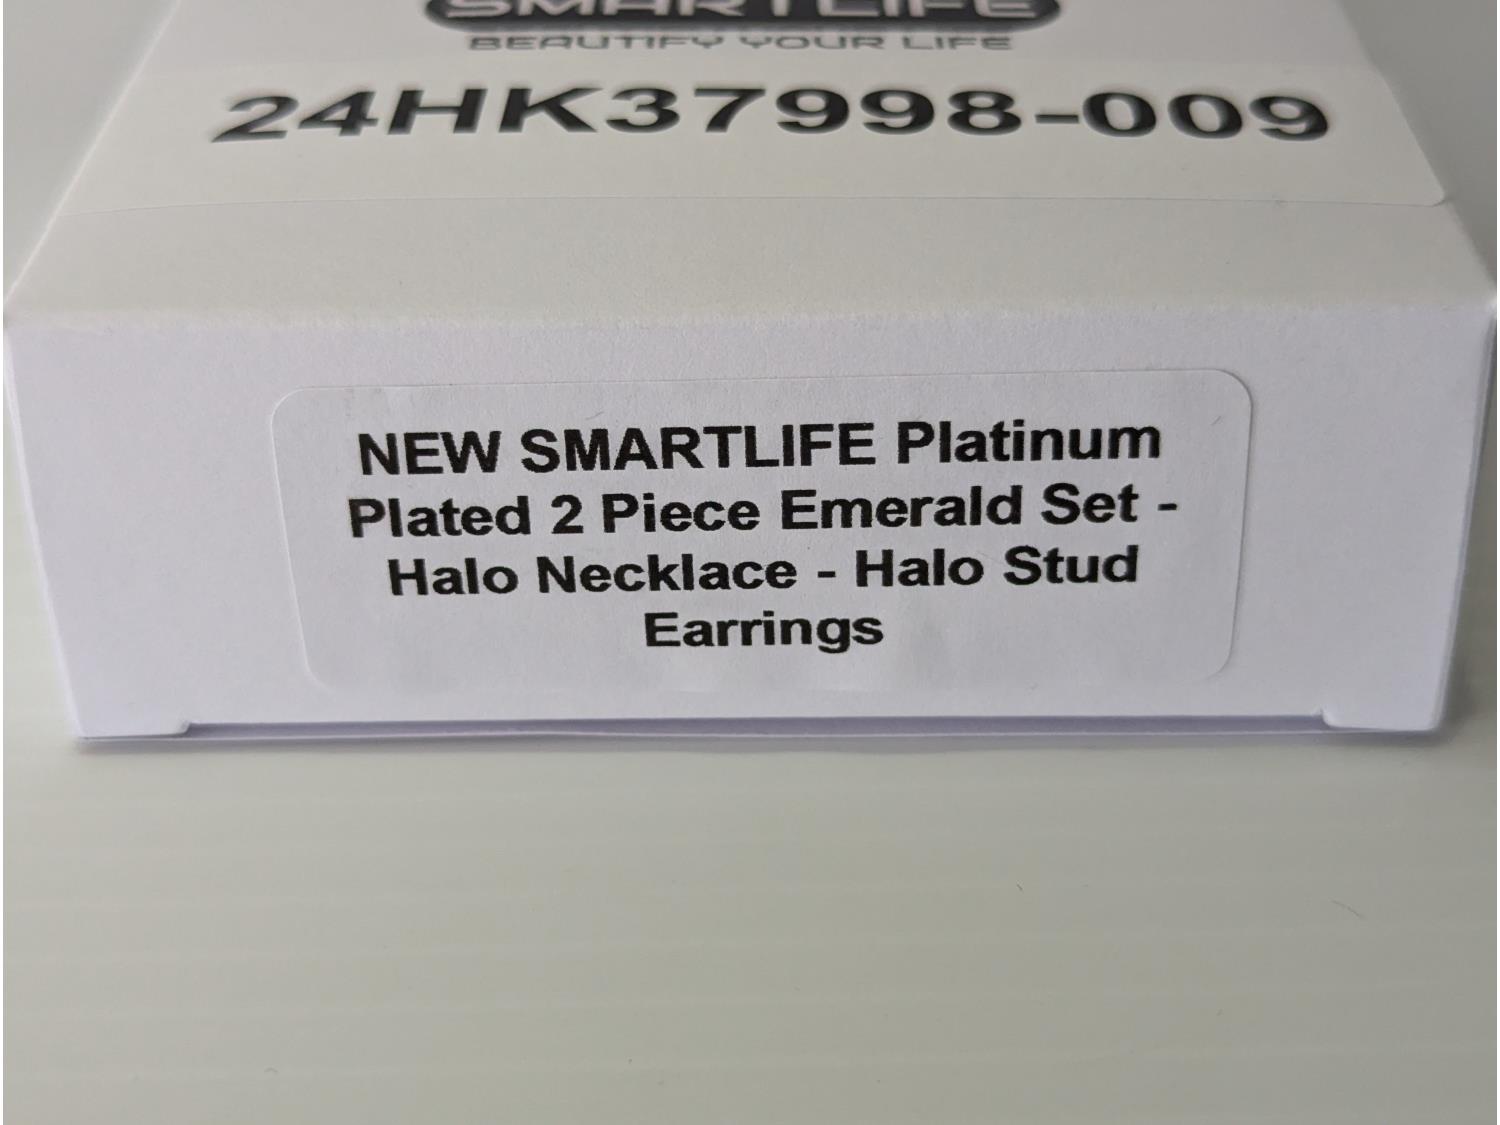 SMARTLIFE
BEAUTIFY YOUR LIFE
24HK37998-009
NEW SMARTLIFE Platinum
Plated 2 Piece Emerald Set -
Halo Necklace - Halo Stud
Earrings